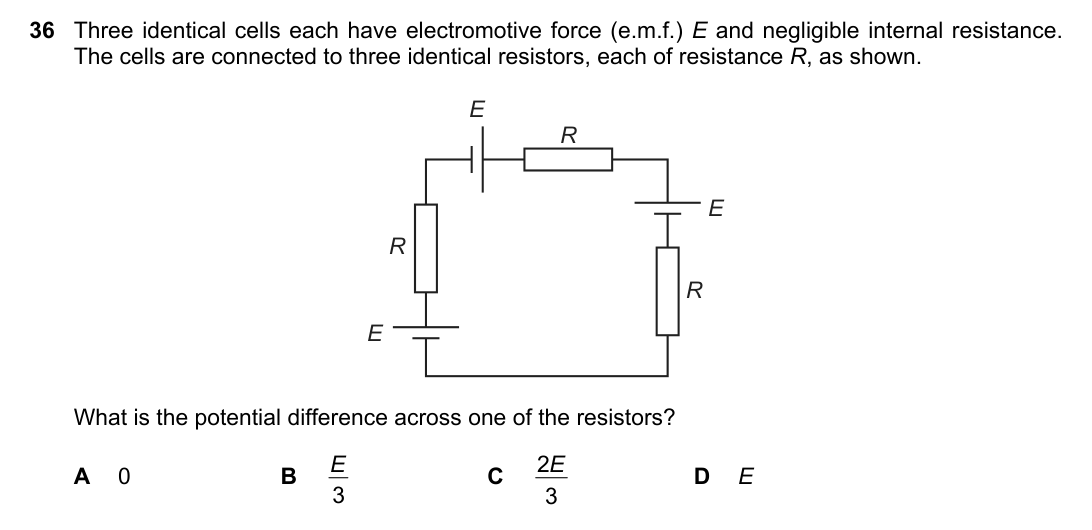 36 Three identical cells each have electromotive force (e.m.f.) E and negligible internal resistance.
The cells are connected to three identical resistors, each of resistance R, as shown.
E
R
E
R
R
E
What is the potential difference across one of the resistors?
A 0 B E/3 C 2E/3 D E